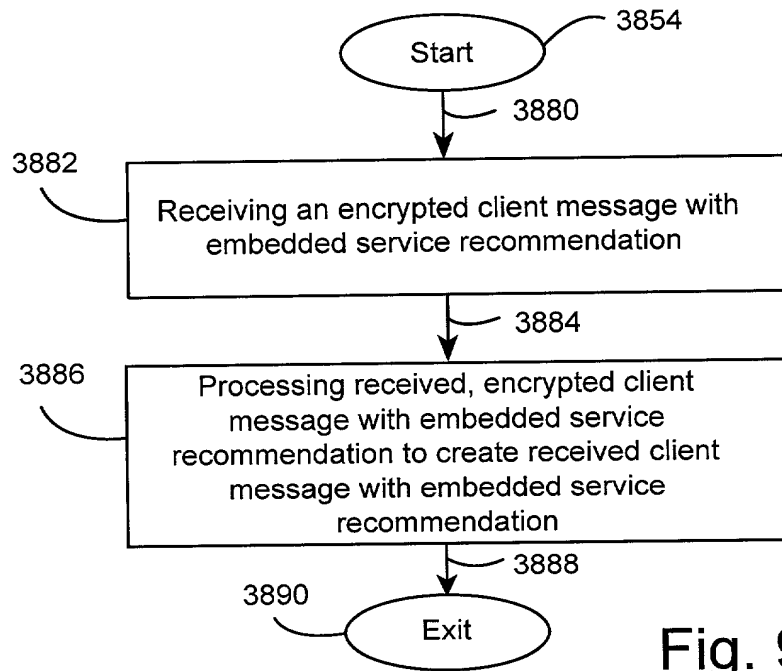 3854
Start
3880
3882
Receiving an encrypted client message with
embedded service recommendation
3884
3886
Processing received, encrypted client
message with embedded service
recommendation to create received client
message with embedded service
recommendation
3888
3890
Exit
Fig.